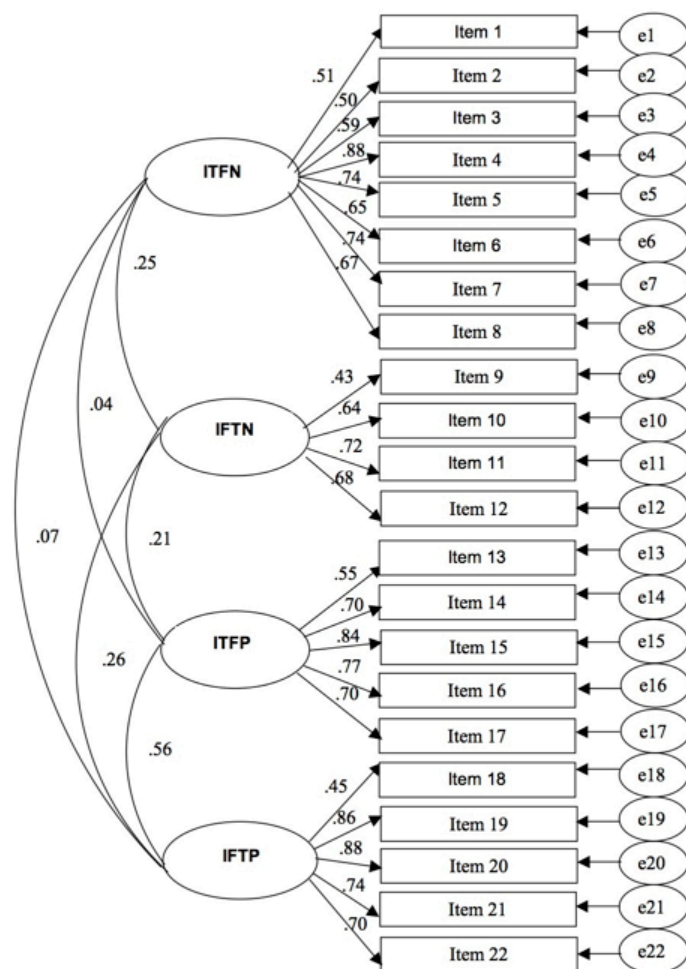 Item 1
e1
.51
Item 2
e2
.50
Item 3
e3
.59
Item 4
e4
.88
ITFN
.74
Item 5
e5
.65
Item 6
e6
.74
.67
.25
Item 7
e7
Item 8
e8
.43
Item 9
e9
.04
.64
Item 10
e10
IFTN
.72
Item 11
e11
.68
Item 12
e12
.07
.21
Item 13
e13
.55
.70
Item 14
e14
ITFP
.84
Item 15
e15
.26
.77
Item 16
e16
.70
.56
Item 17
e17
.45
Item 18
e18
.86
Item 19
e19
IFTP
.88
Item 20
e20
.74
Item 21
e21
.70
Item 22
e22